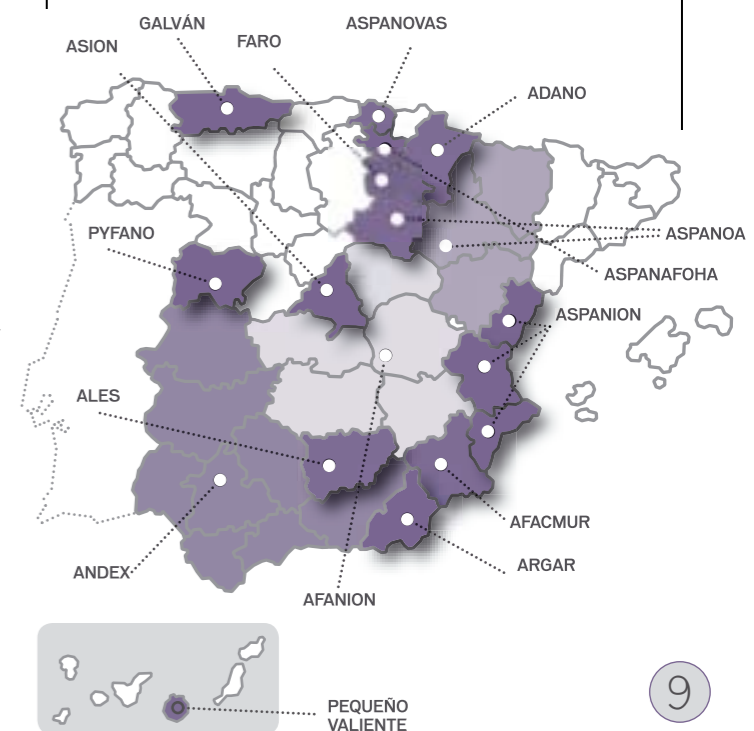 GALVÁN
ASPANOVAS
FARO
ASION
ADANO
PYFANO
ASPANOA
ASPANAFOHA
ASPANION
ALES
AFACMUR
ARGAR
ANDEX
AFANION
PEQUEÑO
VALIENTE
9